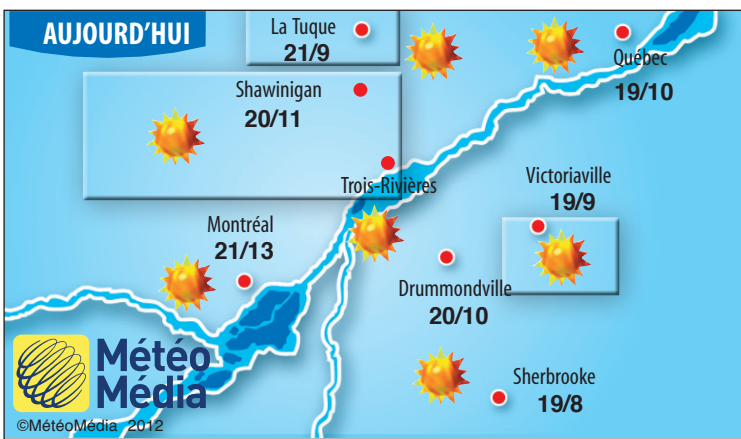 AUJOURD'HUI
La Tuque
21/9
Québec
19/10
Shawinigan
20/11
Trois-Rivières
Victoriaville
19/9
Montréal
21/13
Drummondville
20/10
Sherbrooke
19/8
Météo
Média
©MétéoMédia 2012